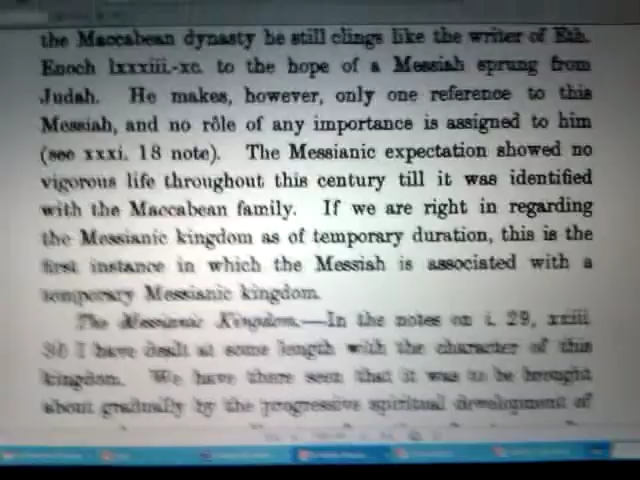 the Maccabean dynasty he still clings like the writer of Eth.
Enoch lxxxiii.-xc. to the hope of a Messiah sprung from
Judah. He makes, however, only one reference to this
Messiah, and no rôle of any importance is assigned to him
(see xxxi. 18 note). The Messianic expectation showed no
vigorous life throughout this century till it was identified
with the Maccabean family. If we are right in regarding
the Messianic kingdom as of temporary duration, this is the
first instance in which the Messiah is associated with a
temporary Messianic kingdom.
The Messianic Kingdom.—In the notes on i. 29, xxiii.
30 I have dealt at some length with the character of this
kingdom. We have there seen that it was to be brought
about gradually by the progressive spiritual development of